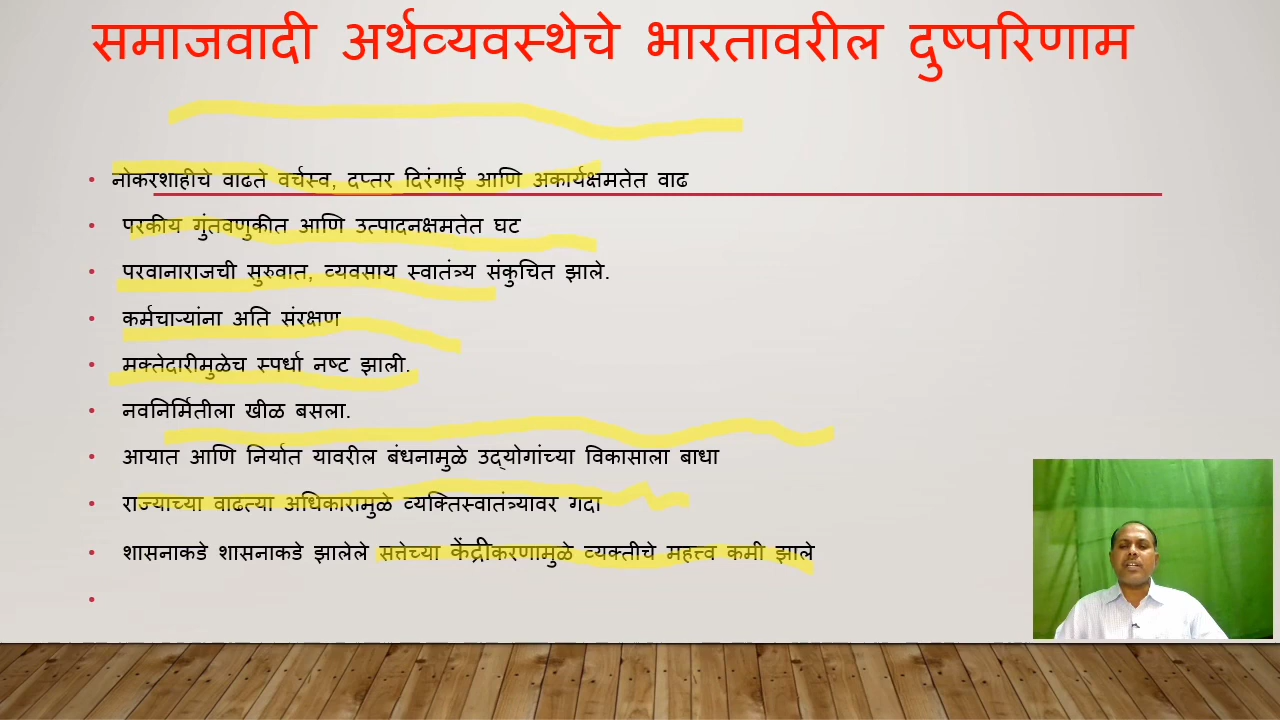 समाजवादी अर्थव्यवस्थेचे भारतावरील दुष्परिणाम
• नोकरशाहीचे वाढते वर्चस्व, दप्तर दिरंगाई आणि अकार्यक्षमतेत वाढ
• परकीय गुंतवणुकीत आणि उत्पादनक्षमतेत घट
• परवानाराजची सुरुवात, व्यवसाय स्वातंत्र्य संकुचित झाले.
• कर्मचाऱ्यांना अति संरक्षण
• मक्तेदारीमुळेच स्पर्धा नष्ट झाली.
• नवनिर्मितीला खीळ बसला.
• आयात आणि निर्यात यावरील बंधनामुळे उद्योगांच्या विकासाला बाधा
• राज्याच्या वाढत्या अधिकारामुळे व्यक्तिस्वातंत्र्यावर गदा
• शासनाकडे शासनाकडे झालेले सत्तेच्या केंद्रीकरणामुळे व्यक्तीचे महत्त्व कमी झाले